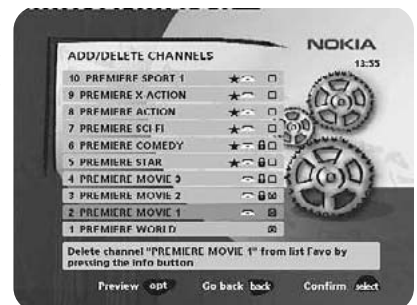 NOKIA
ADD/DELETE CHANNELS
13:55
10 PREMIERE SPORT 1
9 PREMIERE X-ACTION
8 PREMIERE ACTION
7 PREMIERE SCI FI
6 PREMIERE COMEDY
5 PREMIERE STAR
4 PREMIERE MOVIE 3
3 PREMIERE MOVIE 2
2 PREMIERE MOVIE 1
1 PREMIERE WORLD
Delete channel "PREMIERE MOVIE 1" from list Favo by
pressing the info button
Preview opt Go back back Confirm select